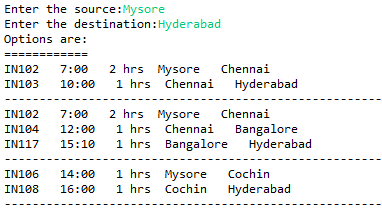 Enter the source:Mysore
Enter the destination:Hyderabad
Options are:
============
IN102   7:00   2 hrs  Mysore   Chennai
IN103   10:00   1 hrs  Chennai   Hyderabad
------------------------------------------------------
IN102   7:00   2 hrs  Mysore   Chennai
IN104   12:00   1 hrs  Chennai   Bangalore
IN117   15:10   1 hrs  Bangalore   Hyderabad
------------------------------------------------------
IN106   14:00   1 hrs  Mysore   Cochin
IN108   16:00   1 hrs  Cochin   Hyderabad
------------------------------------------------------